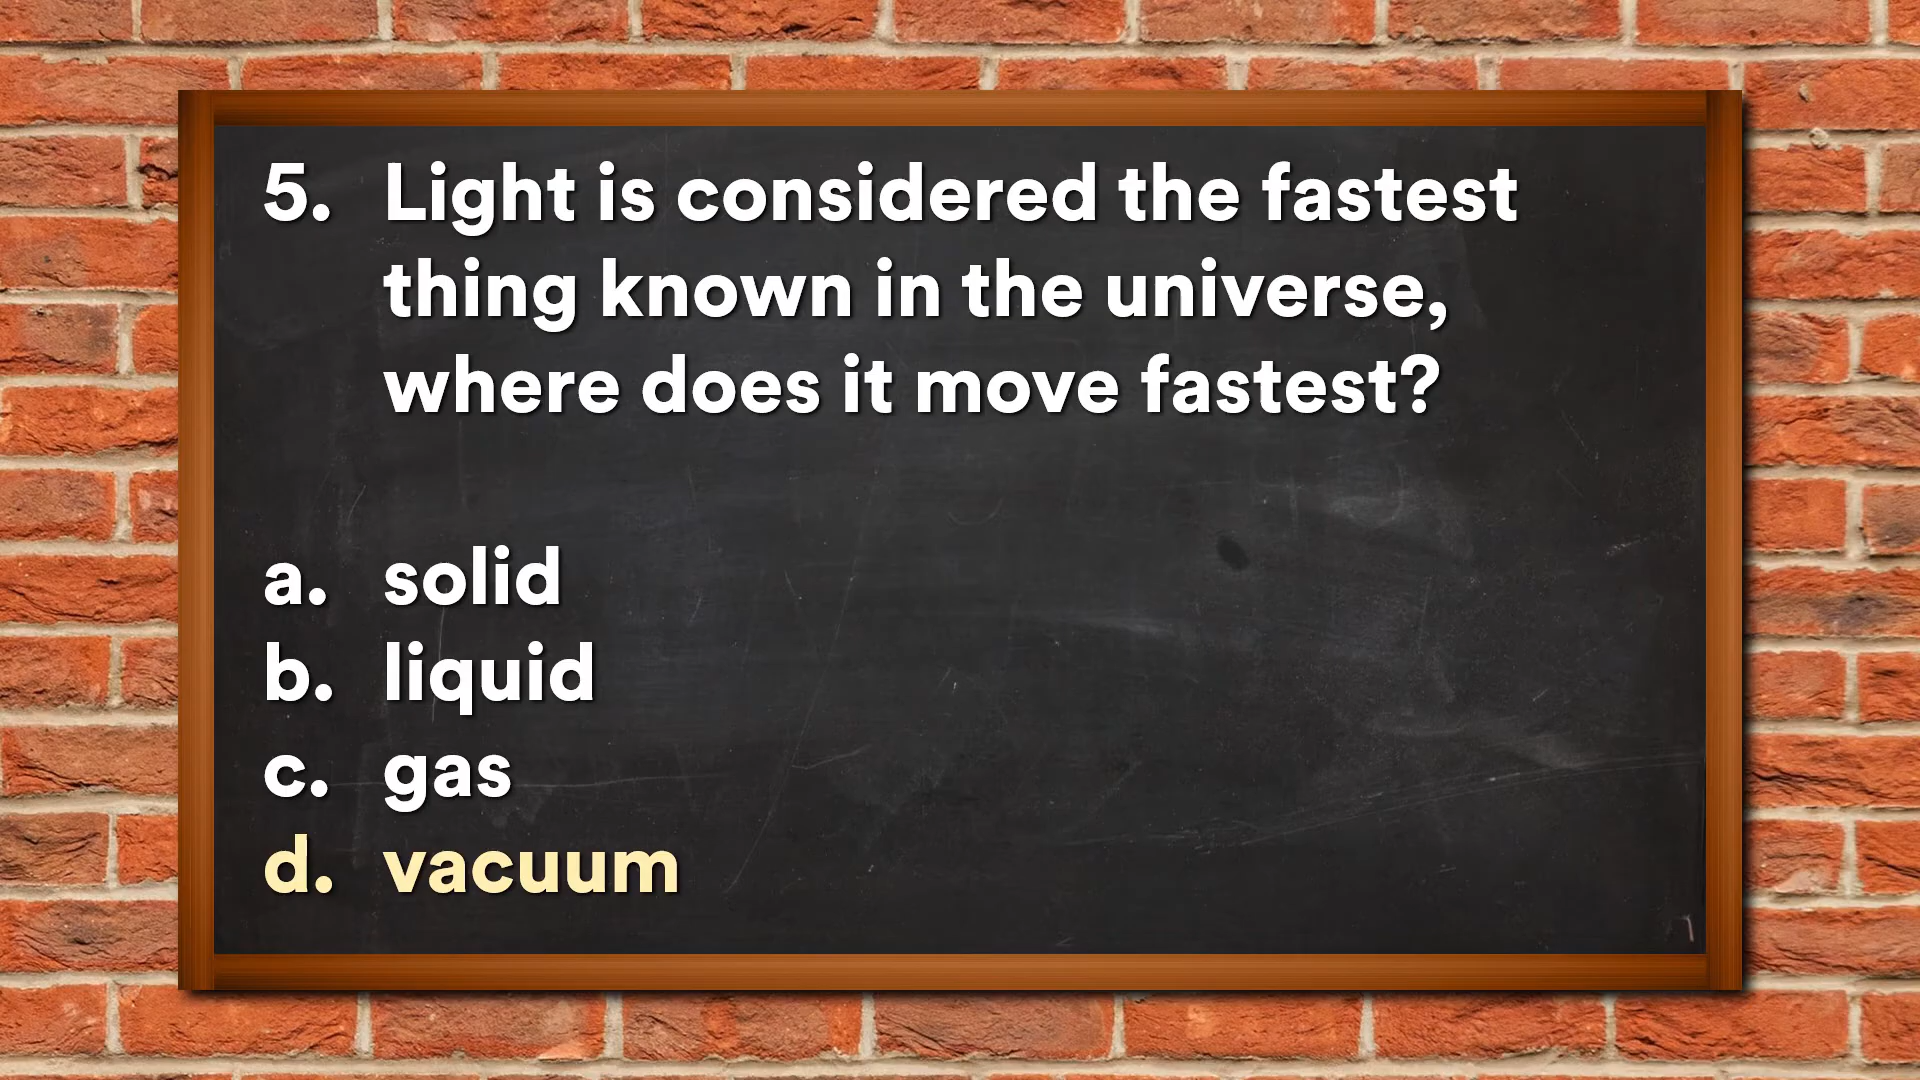 5. Light is considered the fastest
thing known in the universe,
where does it move fastest?
a. solid
b. liquid
c. gas
d. vacuum